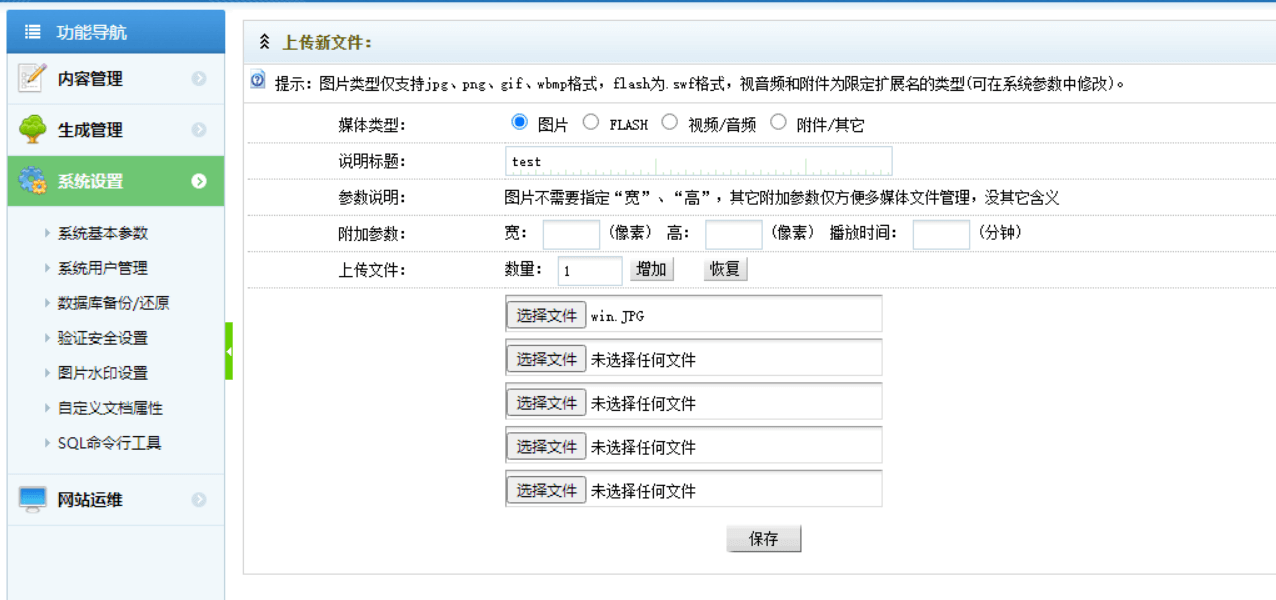 功能导航
内容管理
生成管理
系统设置
系统基本参数
系统用户管理
数据库备份/还原
验证安全设置
图片水印设置
自定义文档属性
SQL命令行工具
网站运维
上传新文件：
提示：图片类型仅支持jpg、png、gif、wbmp格式，flash为.swf格式，视音频和附件为限定扩展名的类型(可在系统参数中修改)。
媒体类型： 图片 FLASH 视频/音频 附件/其它
说明标题： test
参数说明： 图片不需要指定“宽”、“高”，其它附加参数仅方便多媒体文件管理，没其它含义
附加参数： 宽： （像素） 高： （像素） 播放时间： （分钟）
上传文件： 数量： 1 增加 恢复
选择文件 win.JPG
选择文件 未选择任何文件
选择文件 未选择任何文件
选择文件 未选择任何文件
选择文件 未选择任何文件
保存